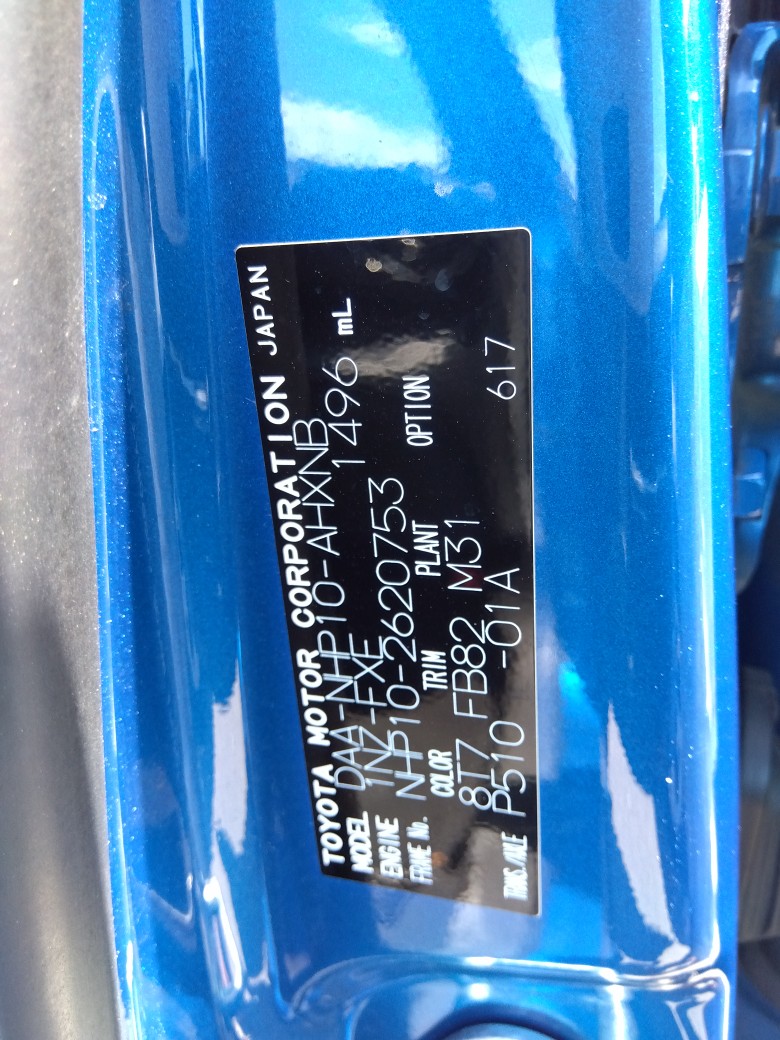 TOYOTA MOTOR CORPORATION JAPAN
MODEL DAA-NHP10-AHXNB
ENGINE 1NZ-FXE 1496 mL
FRAME No. NHP10-2620753
COLOR TRIM PLANT OPTION
8T7 FB82 M31
TRANS./AXLE P510 -01A 617